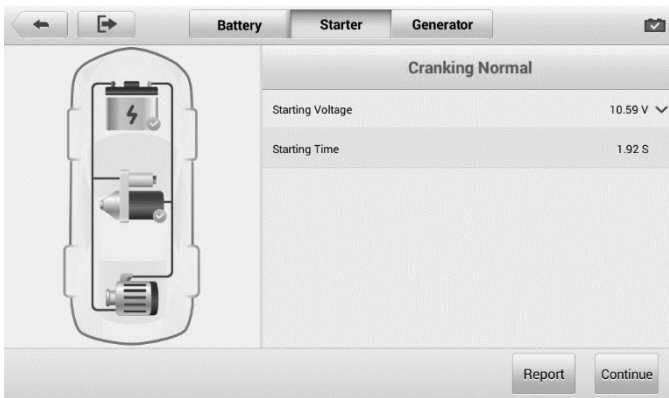 Battery
Starter
Generator
Cranking Normal
Starting Voltage 10.59 V
Starting Time 1.92 S
Report
Continue